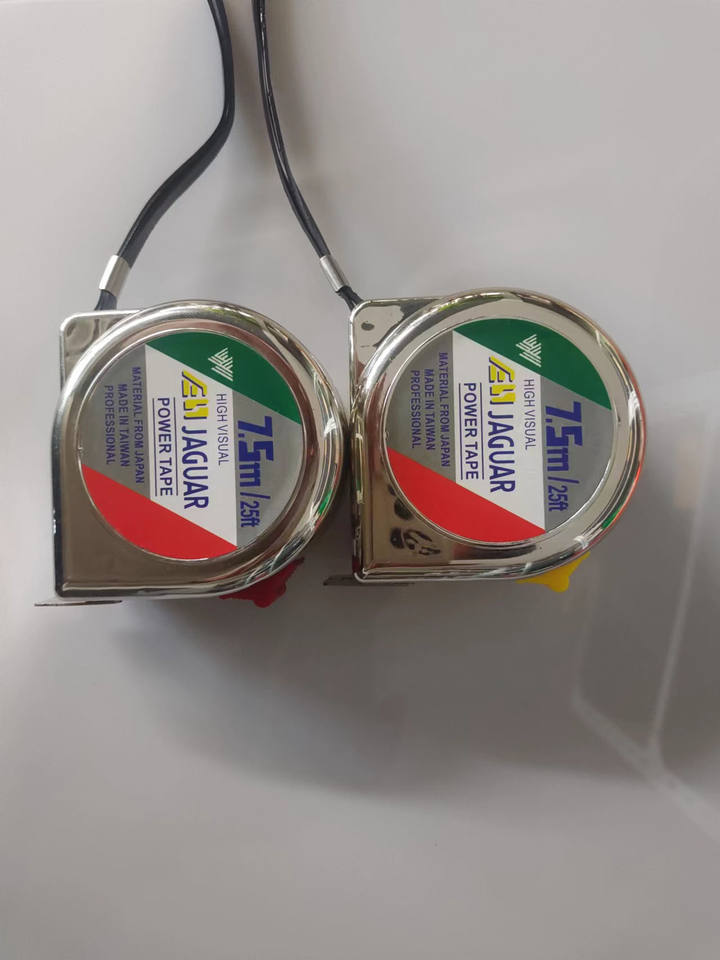 7.5m/25ft
HIGH VISUAL
JAGUAR
POWER TAPE
MATERIAL FROM JAPAN
MADE IN TAIWAN
PROFESSIONAL
7.5m/25ft
HIGH VISUAL
JAGUAR
POWER TAPE
MATERIAL FROM JAPAN
MADE IN TAIWAN
PROFESSIONAL